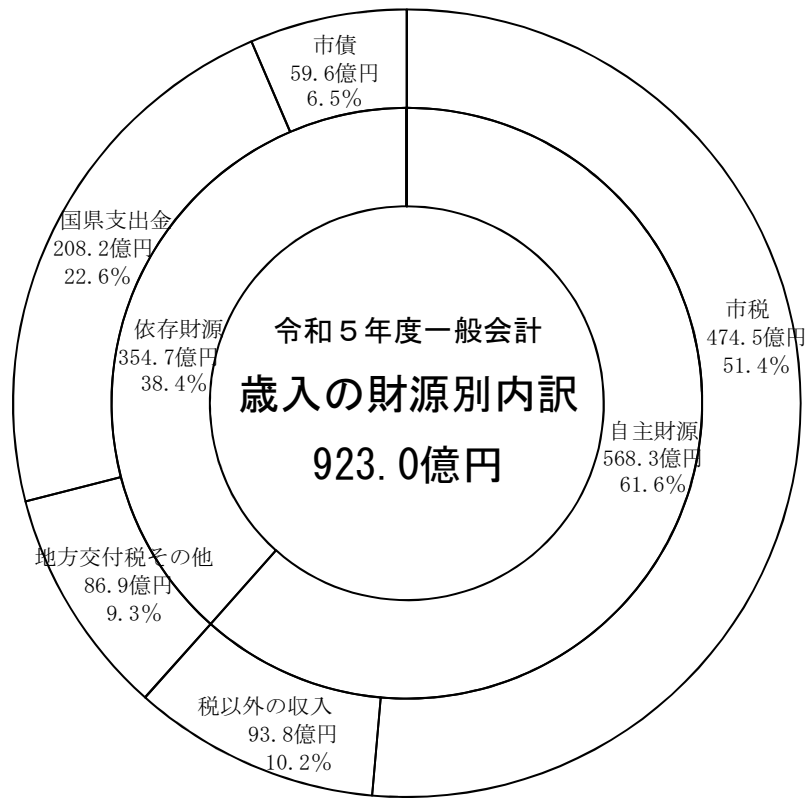 令和５年度一般会計
歳入の財源別内訳
923.0億円
市税
474.5億円
51.4%
自主財源
568.3億円
61.6%
税以外の収入
93.8億円
10.2%
地方交付税その他
86.9億円
9.3%
依存財源
354.7億円
38.4%
国県支出金
208.2億円
22.6%
市債
59.6億円
6.5%